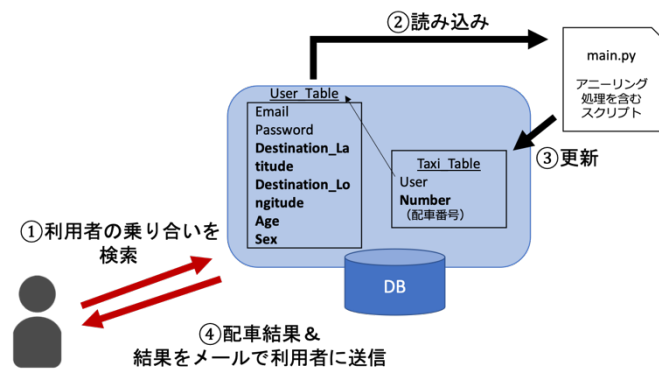 ②読み込み
main.py
アニーリング
処理を含む
スクリプト
User_Table
Email
Password
Destination_La
titude
Destination_Lo
ngitude
Age
Sex
Taxi_Table
User
Number
(配車番号)
③更新
①利用者の乗り合いを
検索
DB
④配車結果＆
結果をメールで利用者に送信